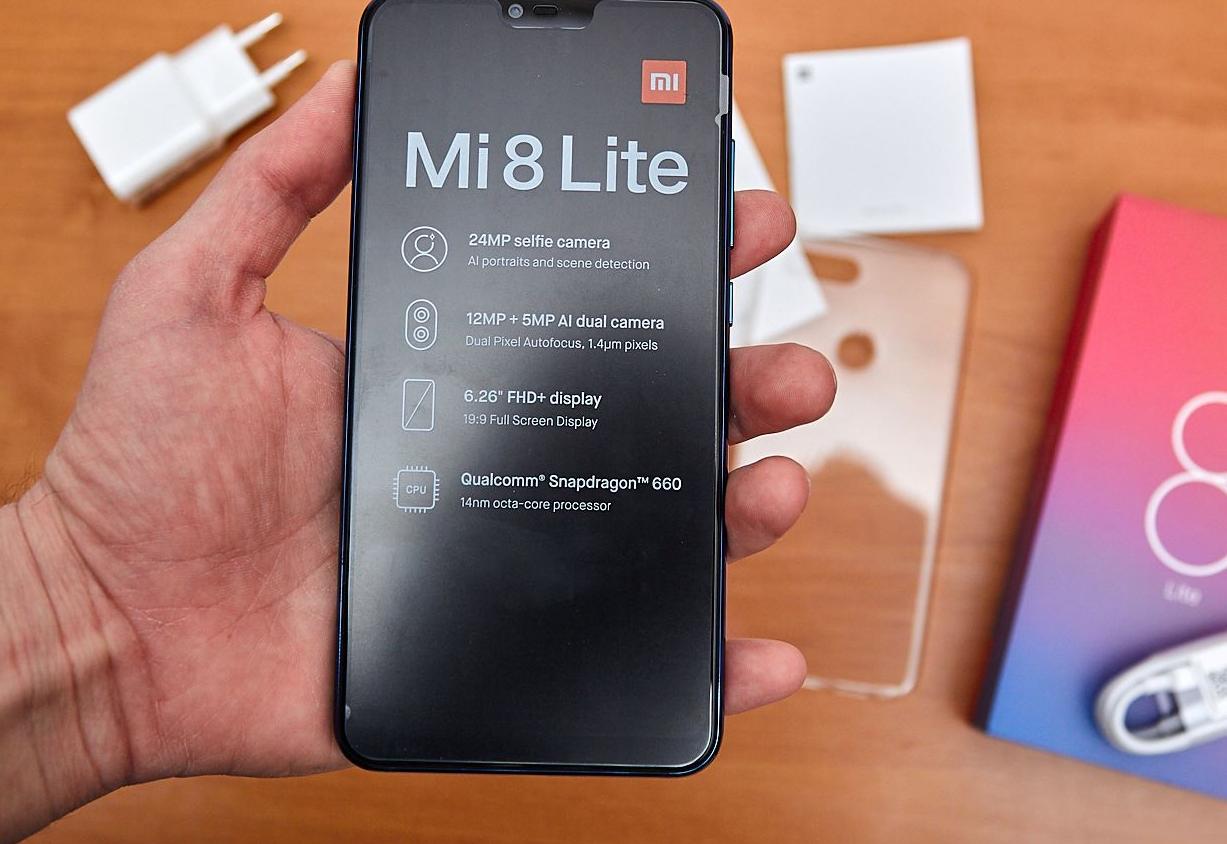 mi
Mi 8 Lite
24MP selfie camera
AI portraits and scene detection
12MP + 5MP AI dual camera
Dual Pixel Autofocus, 1.4µm pixels
6.26" FHD+ display
19:9 Full Screen Display
CPU
Qualcomm® Snapdragon™ 660
14nm octa-core processor
8
Lite